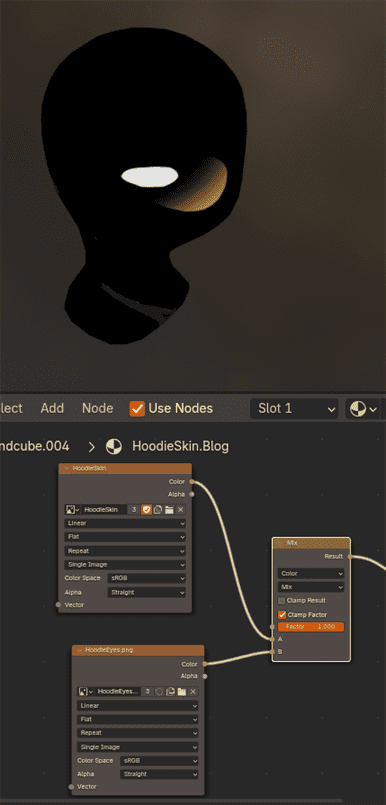 lect Add Node Use Nodes Slot 1
ndcube.004 > HoodieSkin.Blog
HoodieSkin
Color
Alpha
HoodieSkin 3
Linear
Flat
Repeat
Single Image
Color Space sRGB
Alpha Straight
Vector
Mix
Result
Color
Mix
Clamp Result
Clamp Factor
Factor 1.000
A
B
HoodieEyes.png
Color
Alpha
HoodieEyes... 3
Linear
Flat
Repeat
Single Image
Color Space sRGB
Alpha Straight
Vector